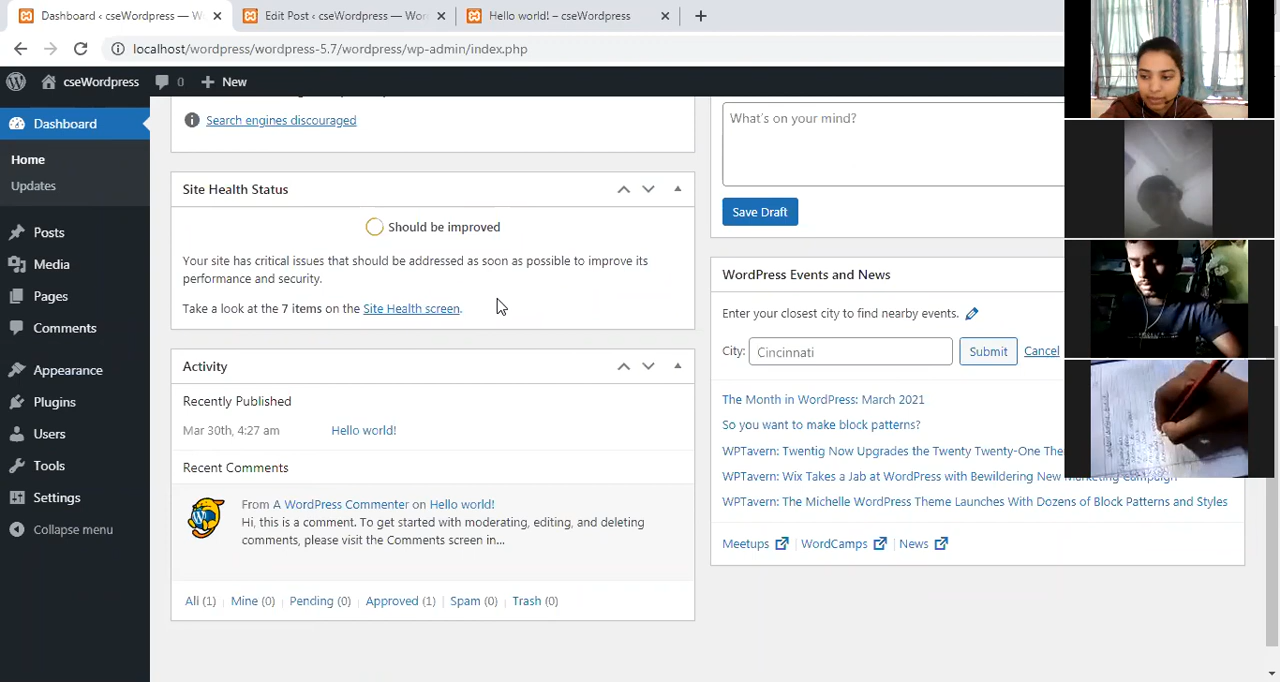 Dashboard ‹ cseWordpress — W
Edit Post ‹ cseWordpress — Wor
Hello world! – cseWordpress
localhost/wordpress/wordpress-5.7/wordpress/wp-admin/index.php
cseWordpress
0
New
Dashboard
Home
Updates
Posts
Media
Pages
Comments
Appearance
Plugins
Users
Tools
Settings
Collapse menu
Search engines discouraged
Site Health Status
Should be improved
Your site has critical issues that should be addressed as soon as possible to improve its
performance and security.
Take a look at the 7 items on the Site Health screen.
Activity
Recently Published
Mar 30th, 4:27 am Hello world!
Recent Comments
From A WordPress Commenter on Hello world!
Hi, this is a comment. To get started with moderating, editing, and deleting
comments, please visit the Comments screen in...
All (1) | Mine (0) | Pending (0) | Approved (1) | Spam (0) | Trash (0)
What's on your mind?
Save Draft
WordPress Events and News
Enter your closest city to find nearby events.
City: Cincinnati Submit Cancel
The Month in WordPress: March 2021
So you want to make block patterns?
WPTavern: Twentig Now Upgrades the Twenty Twenty-One The
WPTavern: Wix Takes a Jab at WordPress with Bewildering New Marketing Campaign
WPTavern: The Michelle WordPress Theme Launches With Dozens of Block Patterns and Styles
Meetups | WordCamps | News